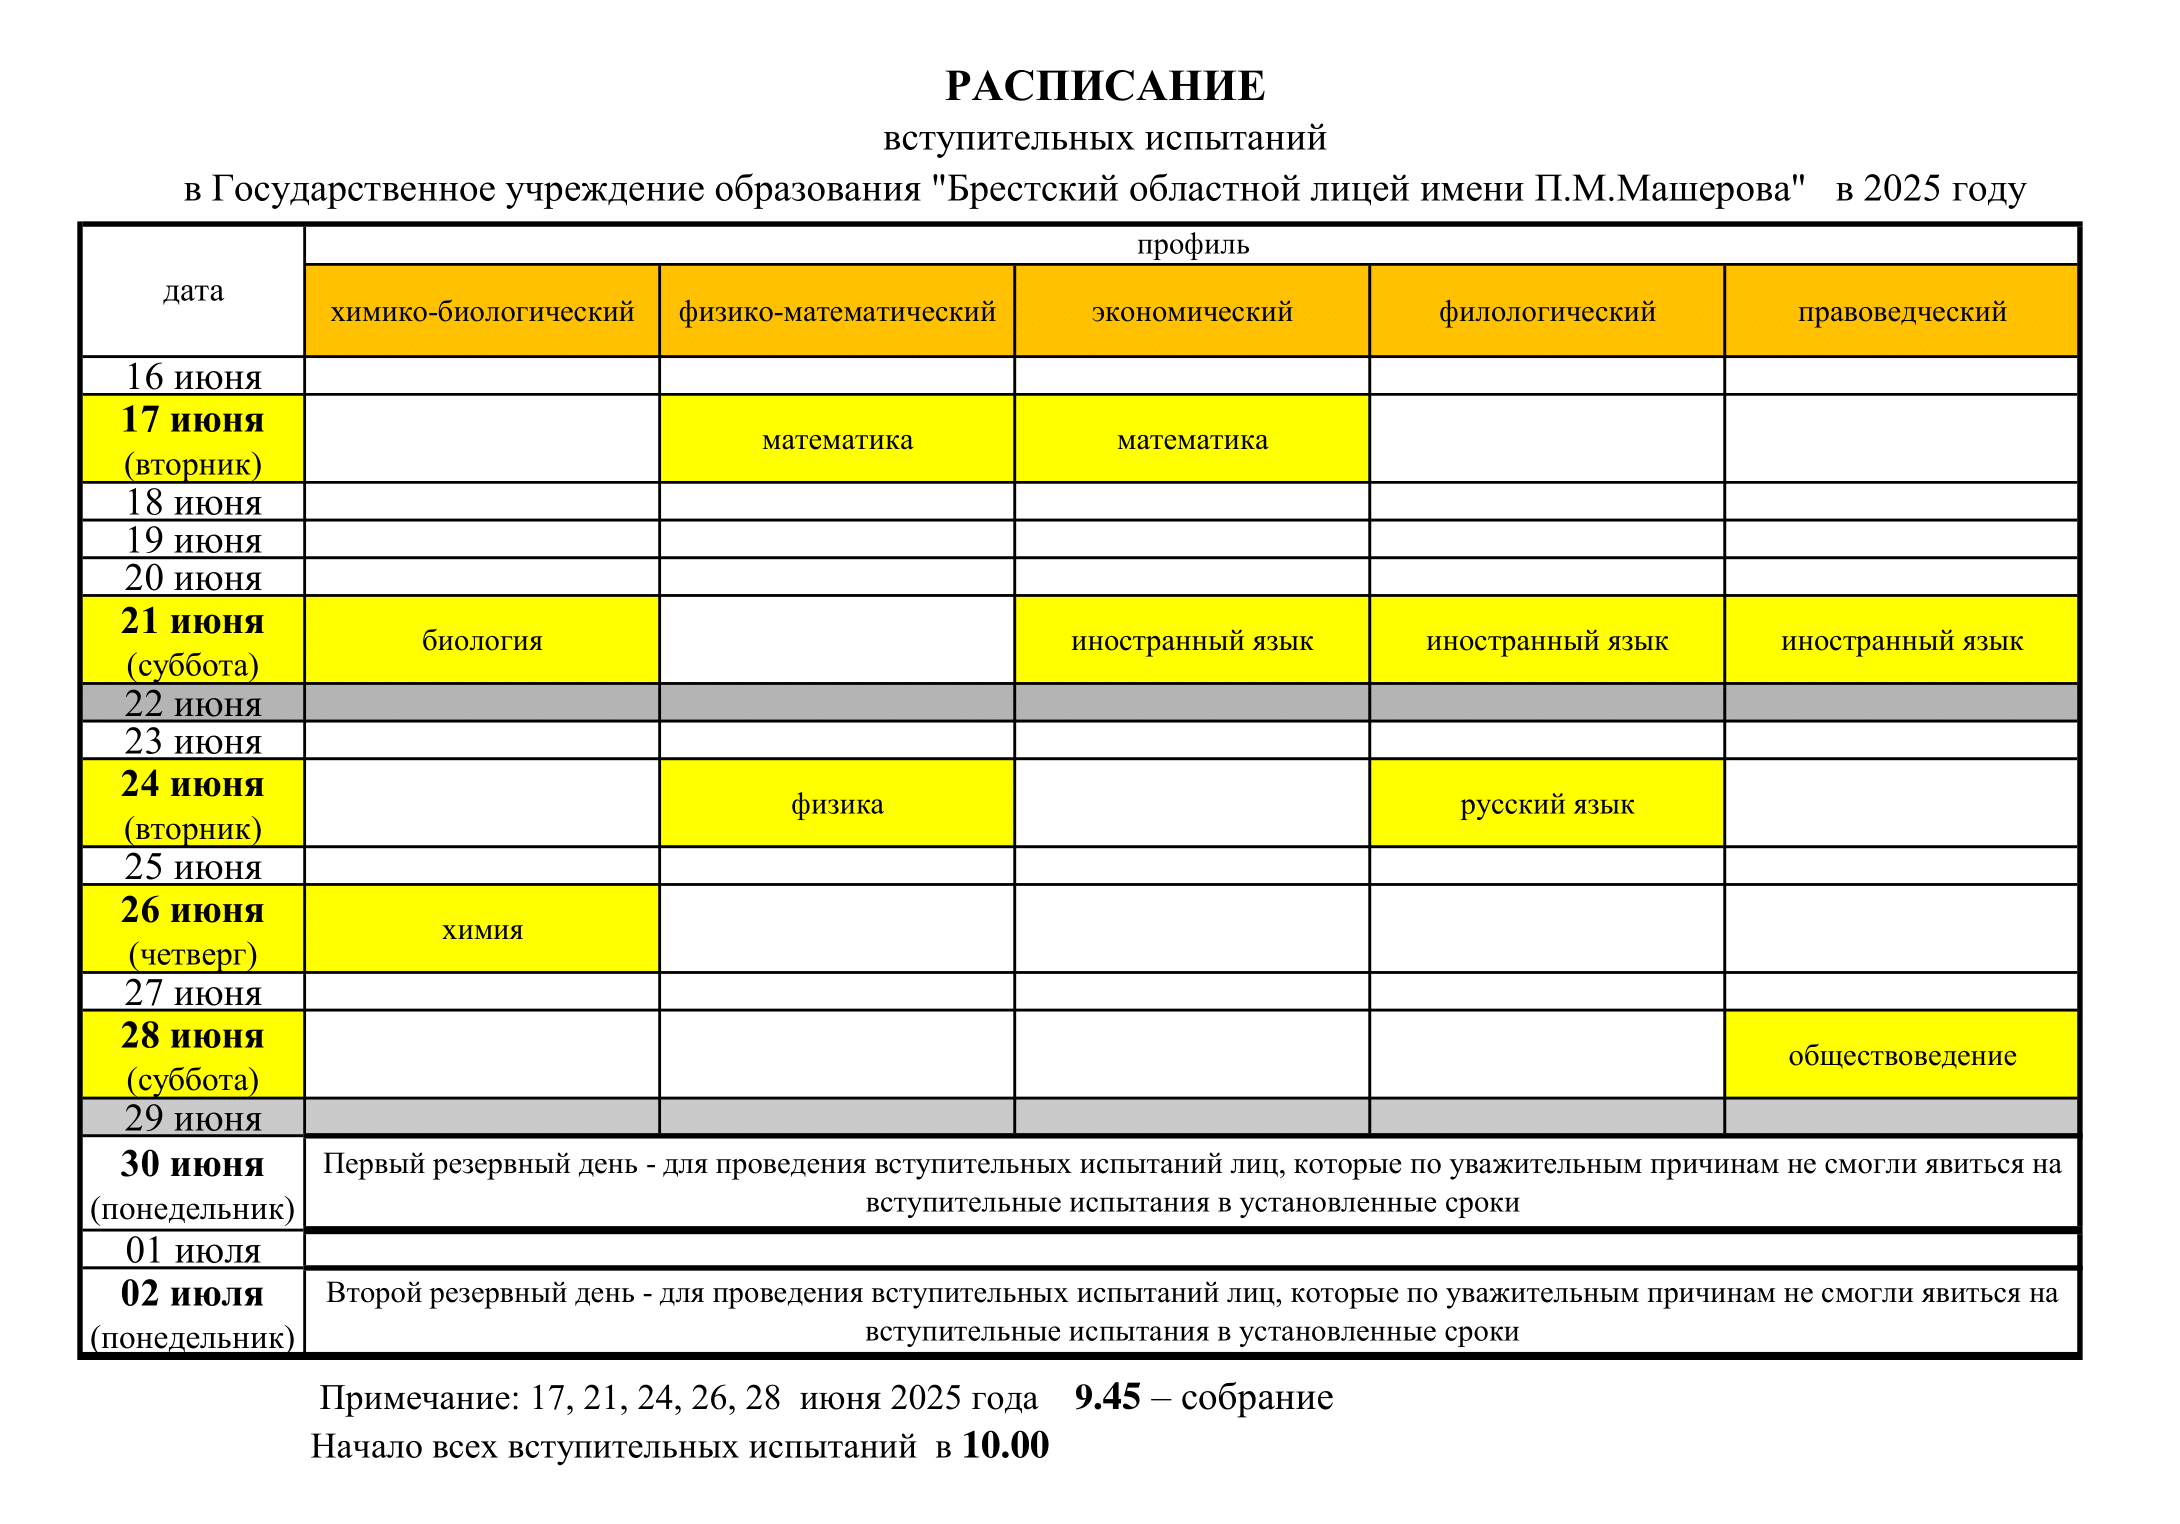 РАСПИСАНИЕ
вступительных испытаний
в Государственное учреждение образования "Брестский областной лицей имени П.М.Машерова" в 2025 году
дата
профиль
химико-биологический физико-математический экономический филологический правоведческий
16 июня
17 июня
(вторник)
математика математика
18 июня
19 июня
20 июня
21 июня
(суббота)
биология иностранный язык иностранный язык иностранный язык
22 июня
23 июня
24 июня
(вторник)
физика русский язык
25 июня
26 июня
(четверг)
химия
27 июня
28 июня
(суббота)
обществоведение
29 июня
30 июня
(понедельник)
Первый резервный день - для проведения вступительных испытаний лиц, которые по уважительным причинам не смогли явиться на
вступительные испытания в установленные сроки
01 июля
02 июля
(понедельник)
Второй резервный день - для проведения вступительных испытаний лиц, которые по уважительным причинам не смогли явиться на
вступительные испытания в установленные сроки
Примечание: 17, 21, 24, 26, 28 июня 2025 года 9.45 – собрание
Начало всех вступительных испытаний в 10.00